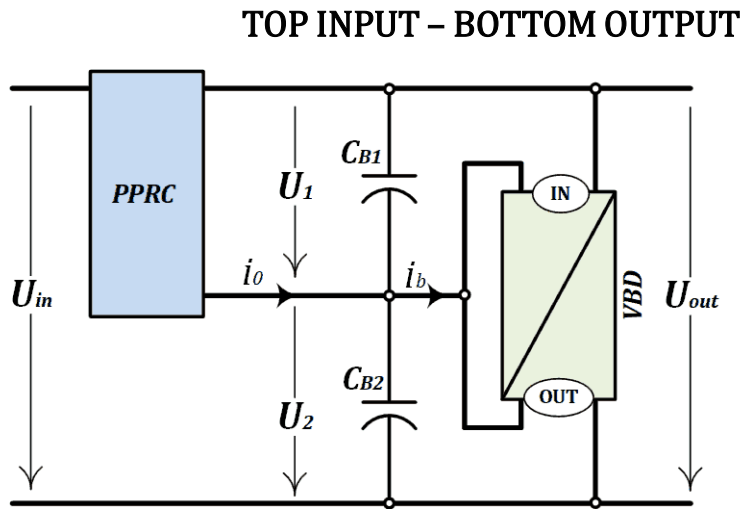 TOP INPUT – BOTTOM OUTPUT
PPRC
CB1
U1
IN
i0
ib
Uin
VBD
Uout
CB2
U2
OUT